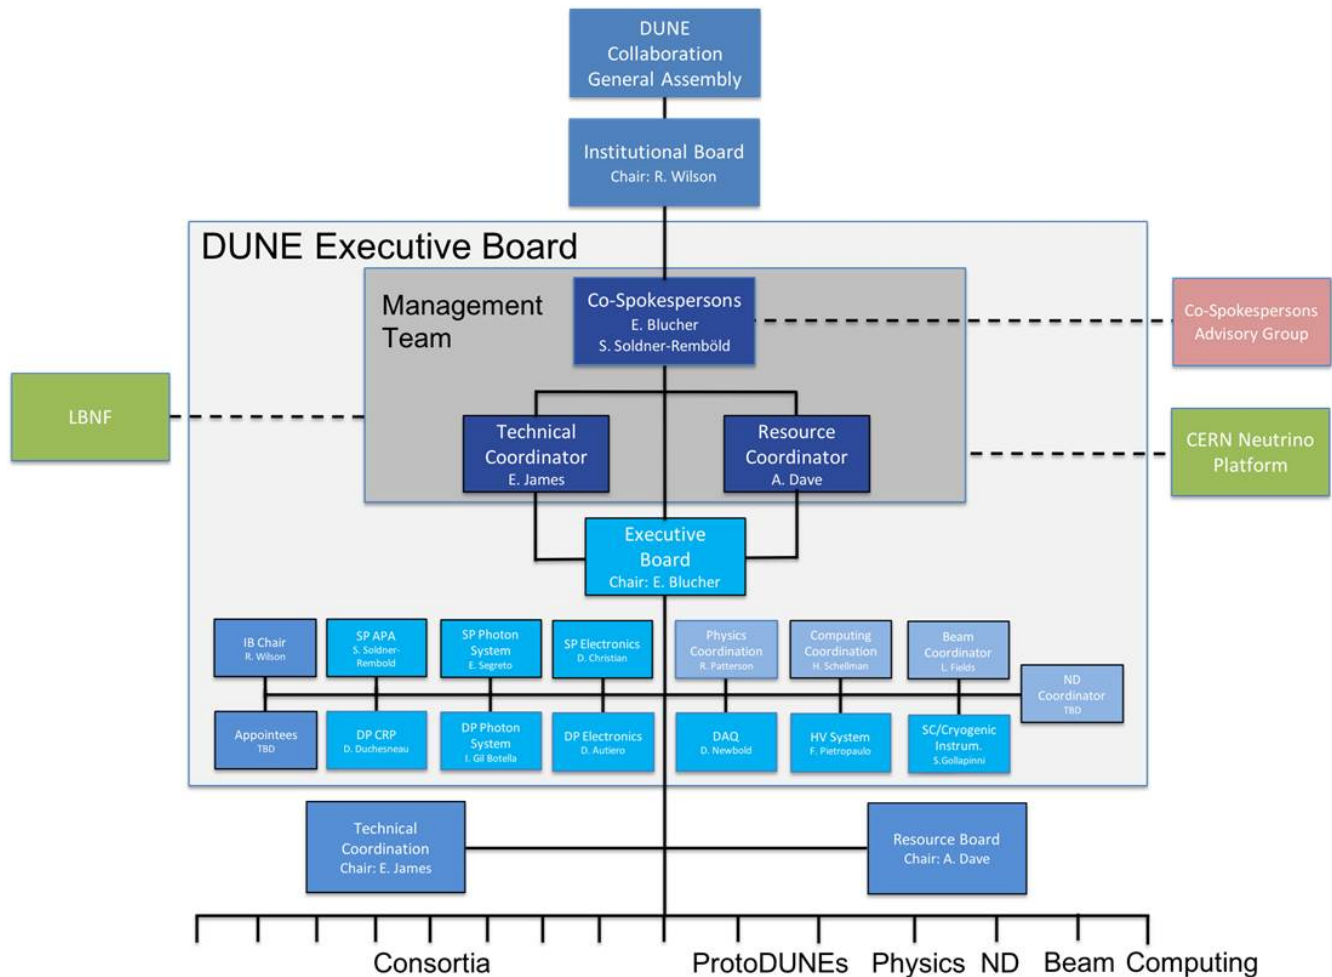 DUNE
Collaboration
General Assembly
Institutional Board
Chair: R. Wilson
DUNE Executive Board
Management
Team
Co-Spokespersons
E. Blucher
S. Soldner-Remböld
Co-Spokespersons
Advisory Group
LBNF
Technical
Coordinator
E. James
Resource
Coordinator
A. Dave
CERN Neutrino
Platform
Executive
Board
Chair: E. Blucher
IB Chair
R. Wilson
SP APA
S. Soldner-
Rembold
SP Photon
System
E. Segreto
SP Electronics
D. Christian
Physics
Coordination
R. Patterson
Computing
Coordination
H. Schellman
Beam
Coordinator
L. Fields
ND
Coordinator
TBD
Appointees
TBD
DP CRP
D. Duchesneau
DP Photon
System
I. Gil Botella
DP Electronics
D. Autiero
DAQ
D. Newbold
HV System
F. Pietropaulo
SC/Cryogenic
Instrum.
S.Gollapinni
Technical
Coordination
Chair: E. James
Resource Board
Chair: A. Dave
Consortia
ProtoDUNEs
Physics
ND
Beam
Computing